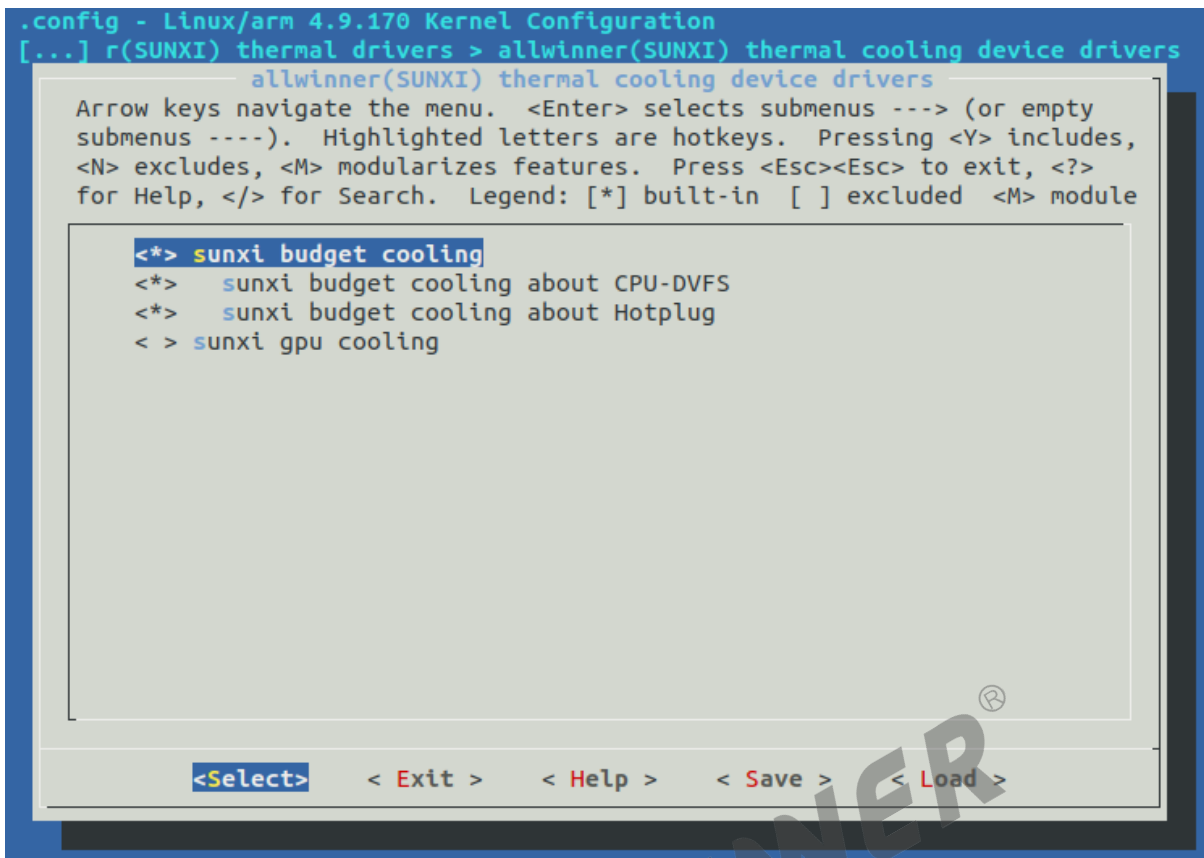 .config - Linux/arm 4.9.170 Kernel Configuration
[...] r(SUNXI) thermal drivers > allwinner(SUNXI) thermal cooling device drivers
allwinner(SUNXI) thermal cooling device drivers
Arrow keys navigate the menu.  <Enter> selects submenus ---> (or empty
submenus ----).  Highlighted letters are hotkeys.  Pressing <Y> includes,
<N> excludes, <M> modularizes features.  Press <Esc><Esc> to exit, <?>
for Help, </> for Search.  Legend: [*] built-in  [ ] excluded  <M> module
<*> sunxi budget cooling
<*>   sunxi budget cooling about CPU-DVFS
<*>   sunxi budget cooling about Hotplug
< > sunxi gpu cooling
<Select>    < Exit >    < Help >    < Save >    < Load >